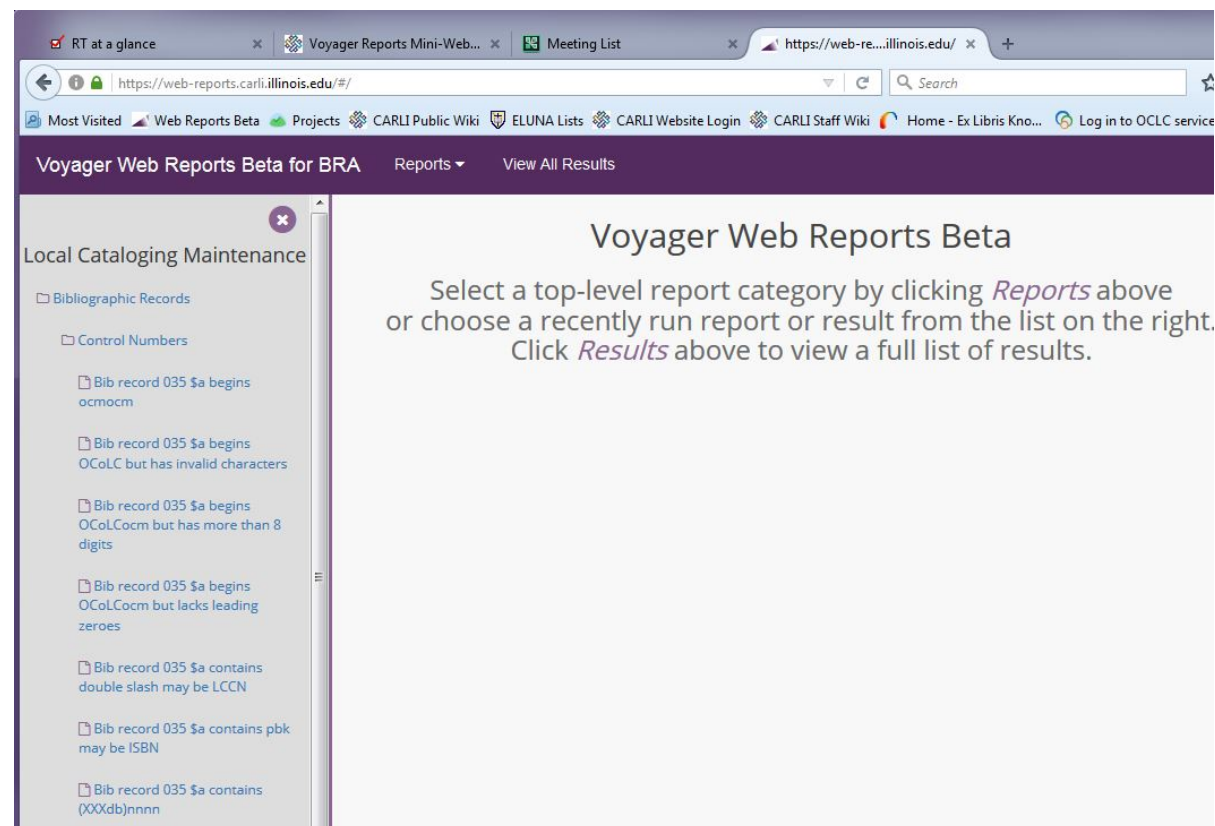 RT at a glance
Voyager Reports Mini-Web...
Meeting List
https://web-re....illinois.edu/
https://web-reports.carli.illinois.edu/#/
Search
Most Visited
Web Reports Beta
Projects
CARLI Public Wiki
ELUNA Lists
CARLI Website Login
CARLI Staff Wiki
Home - Ex Libris Kno...
Log in to OCLC service
Voyager Web Reports Beta for BRA
Reports
View All Results
Local Cataloging Maintenance
Bibliographic Records
Control Numbers
Bib record 035 $a begins
ocmocm
Bib record 035 $a begins
OCoLC but has invalid characters
Bib record 035 $a begins
OCoLCocm but has more than 8
digits
Bib record 035 $a begins
OCoLCocm but lacks leading
zeroes
Bib record 035 $a contains
double slash may be LCCN
Bib record 035 $a contains pbk
may be ISBN
Bib record 035 $a contains
(XXXdb)nnnn
Voyager Web Reports Beta
Select a top-level report category by clicking Reports above
or choose a recently run report or result from the list on the right.
Click Results above to view a full list of results.